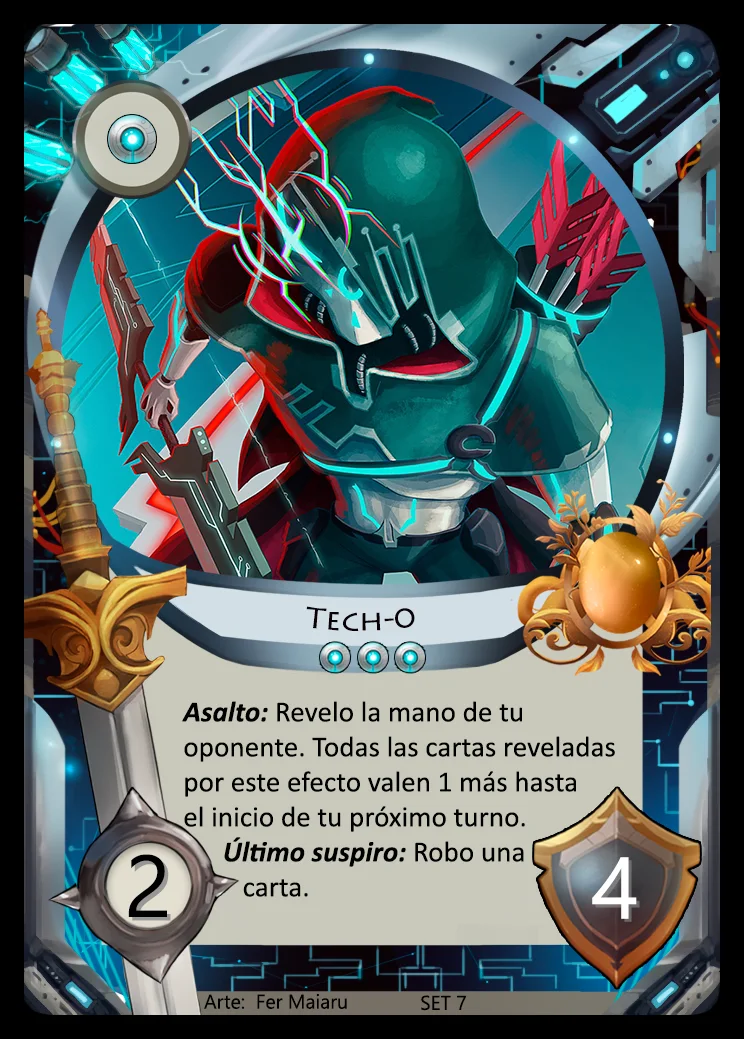 Tech-o
Asalto: Revelo la mano de tu
oponente. Todas las cartas reveladas
por este efecto valen 1 más hasta
el inicio de tu próximo turno.
Último suspiro: Robo una
carta.
2
4
Arte: Fer Maiaru SET 7